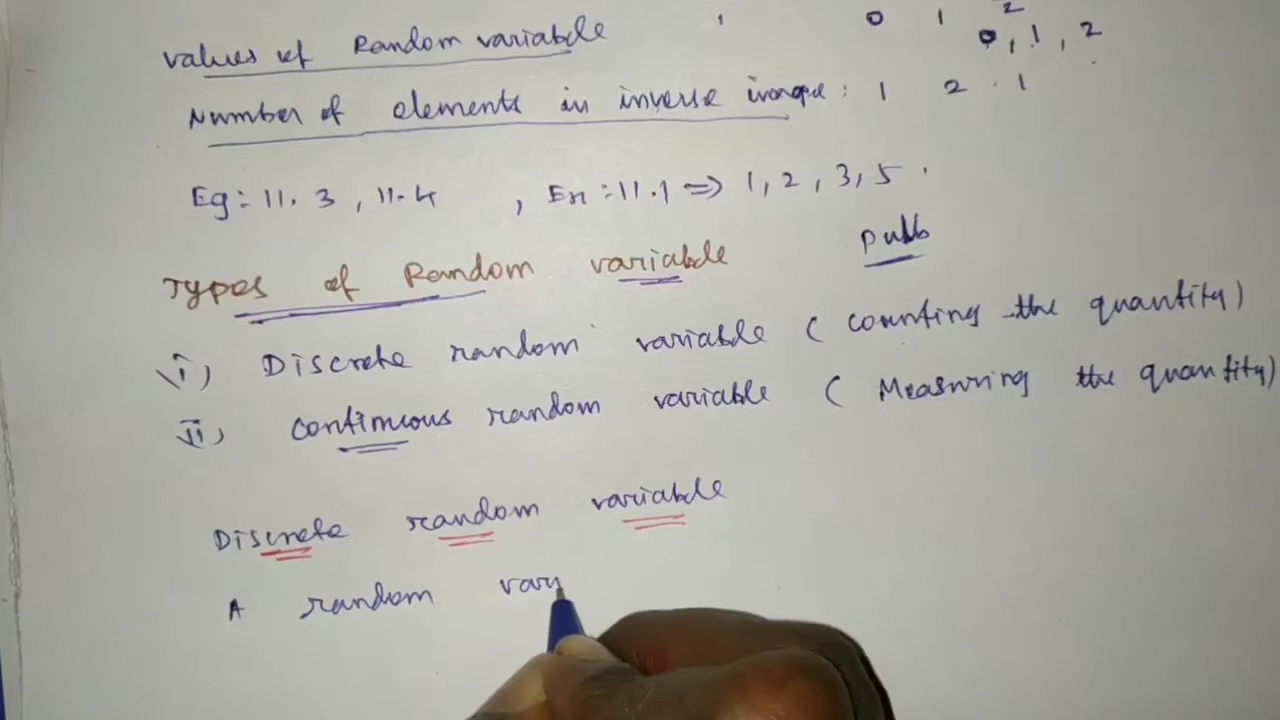 values of Random variable : 0 1 2
0, 1, 2
Number of elements in inverse image : 1 2 1
Eg: 11.3, 11.4 , Ex: 11.1 => 1, 2, 3, 5.
Types of Random variable
(i) Discrete random variable ( counting the quantity)
(ii) continuous random variable ( Measuring the quantity)
Discrete random variable
A random vari